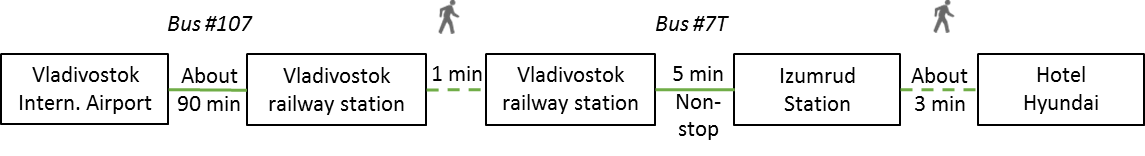 Bus #107
Bus #7T
Vladivostok
Intern. Airport
About
90 min
Vladivostok
railway station
1 min
Vladivostok
railway station
5 min
Non-
stop
Izumrud
Station
About
3 min
Hotel
Hyundai